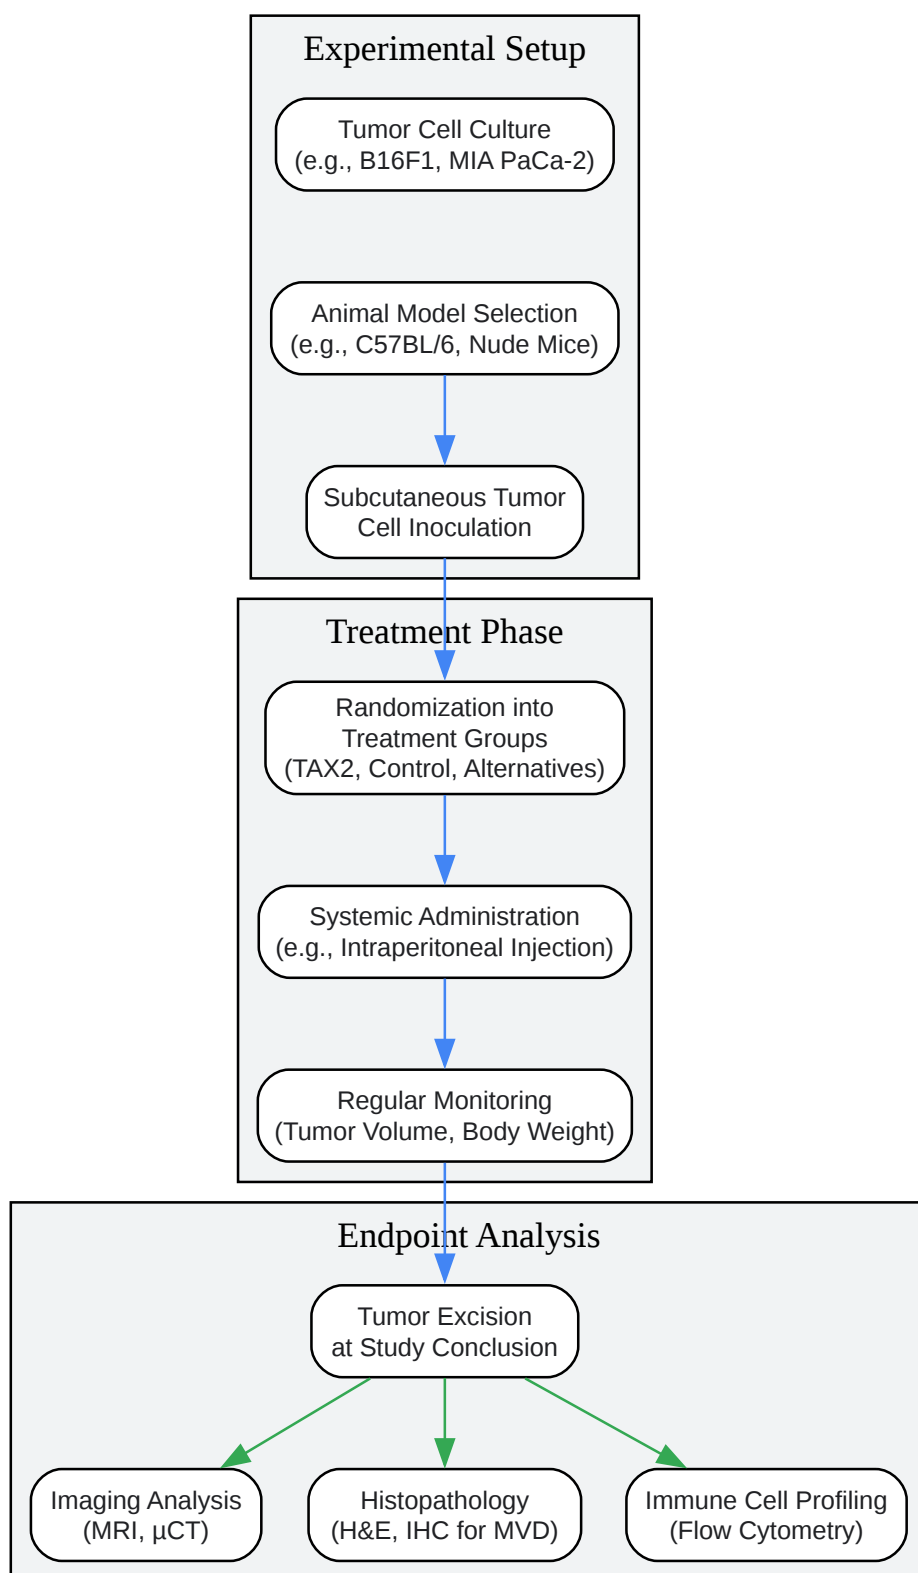 Experimental Setup
Tumor Cell Culture
(e.g., B16F1, MIA PaCa-2)
Animal Model Selection
(e.g., C57BL/6, Nude Mice)
Subcutaneous Tumor
Cell Inoculation
Treatment Phase
Randomization into
Treatment Groups
(TAX2, Control, Alternatives)
Systemic Administration
(e.g., Intraperitoneal Injection)
Regular Monitoring
(Tumor Volume, Body Weight)
Endpoint Analysis
Tumor Excision
at Study Conclusion
Imaging Analysis
(MRI, µCT)
Histopathology
(H&E, IHC for MVD)
Immune Cell Profiling
(Flow Cytometry)